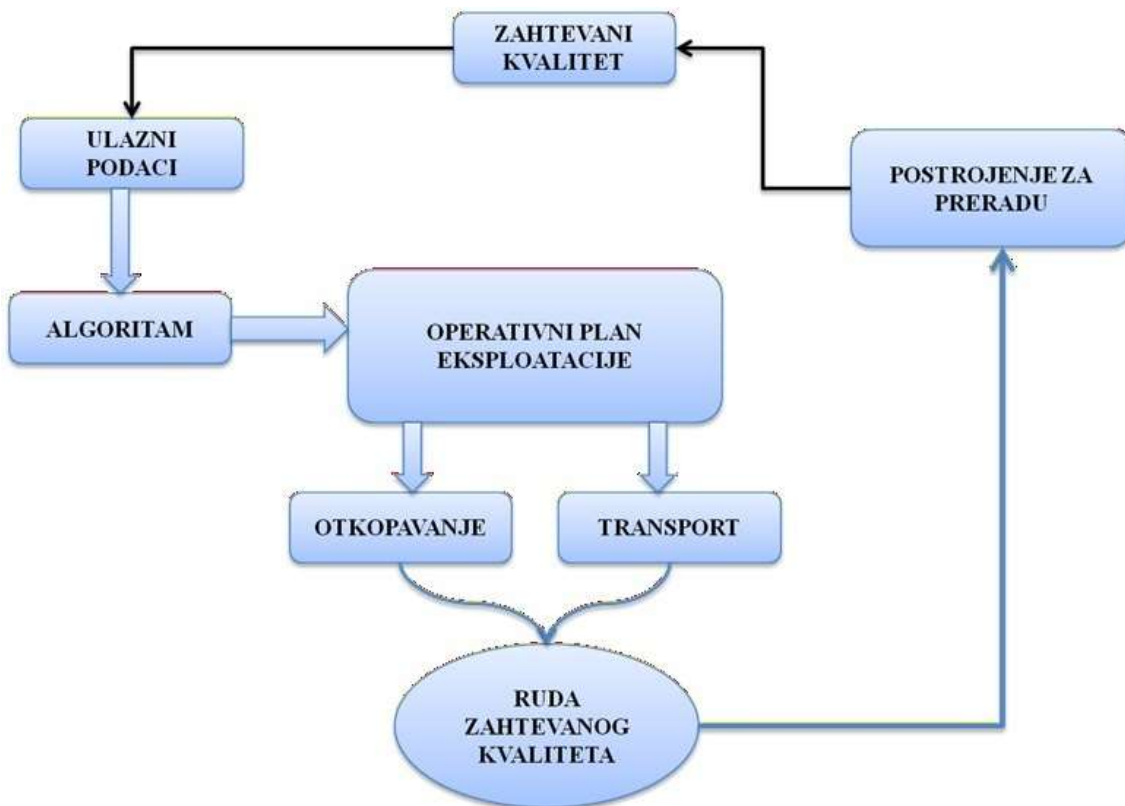 ZAHTEVANI
KVALITET
ULAZNI
PODACI
POSTROJENJE ZA
PRERADU
ALGORITAM
OPERATIVNI PLAN
EKSPLOATACIJE
OTKOPAVANJE
TRANSPORT
RUDA
ZAHTEVANOG
KVALITETA